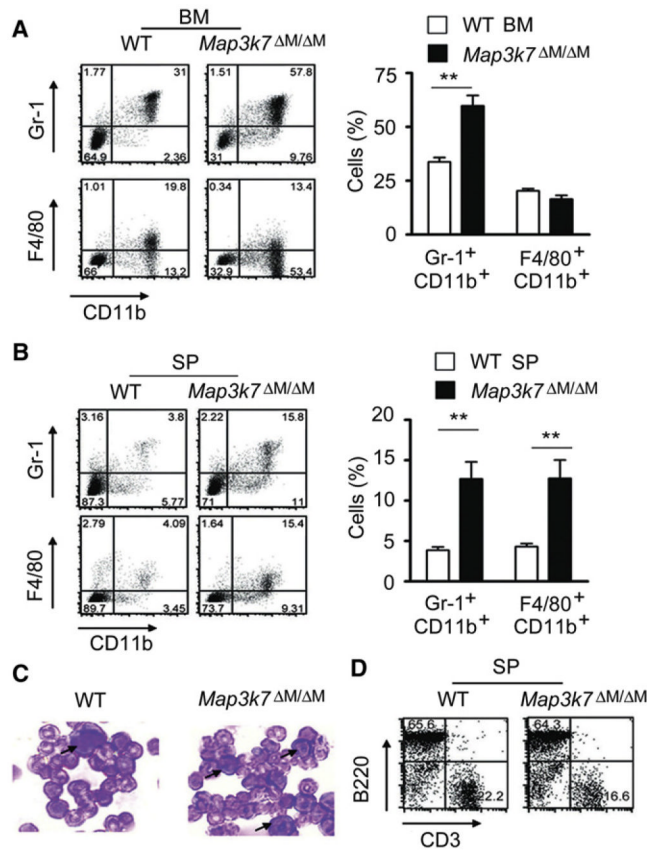 A
BM
WT Map3k7 ΔM/ΔM
Gr-1
1.77 31
64.9 2.36
1.51 57.8
31 9.76
F4/80
1.01 19.8
66 13.2
0.34 13.4
32.9 53.4
CD11b
WT BM
Map3k7 ΔM/ΔM
Cells (%)
75
50
25
0
**
Gr-1+ F4/80+
CD11b+ CD11b+
B
SP
WT Map3k7 ΔM/ΔM
Gr-1
3.16 3.8
87.3 5.77
2.22 15.8
71 11
F4/80
2.79 4.09
89.7 3.45
1.64 15.4
73.7 9.31
CD11b
WT SP
Map3k7 ΔM/ΔM
Cells (%)
20
15
10
5
0
** **
Gr-1+ F4/80+
CD11b+ CD11b+
C
WT Map3k7 ΔM/ΔM
D
SP
WT Map3k7 ΔM/ΔM
B220
65.6 64.3
22.2 16.6
CD3